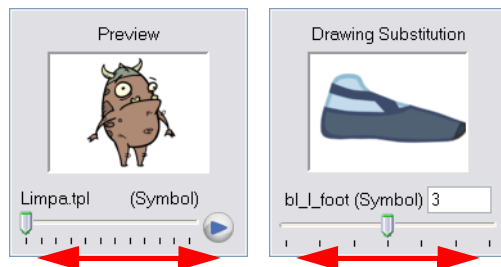 Preview
Limpa.tpl (Symbol)
Drawing Substitution
bl_l_foot (Symbol) 3